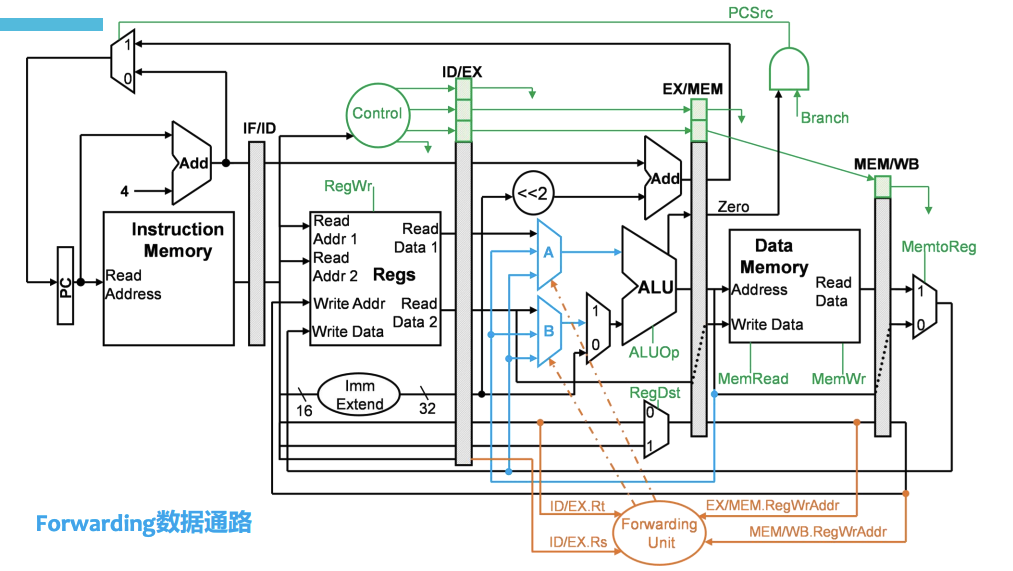 PCSrc
1
0
ID/EX
EX/MEM
Control
Branch
IF/ID
Add
4
Add
MEM/WB
<<2
RegWr
Zero
Instruction
Memory
Read
Address
PC
Read
Addr 1
Read
Addr 2
Write Addr
Write Data
Regs
Read
Data 1
Read
Data 2
A
B
1
0
ALU
ALUOp
Data
Memory
Address
Write Data
Read
Data
MemtoReg
1
0
MemRead
MemWr
Imm
Extend
16
32
RegDst
0
1
ID/EX.Rt
ID/EX.Rs
Forwarding
Unit
EX/MEM.RegWrAddr
MEM/WB.RegWrAddr
Forwarding数据通路